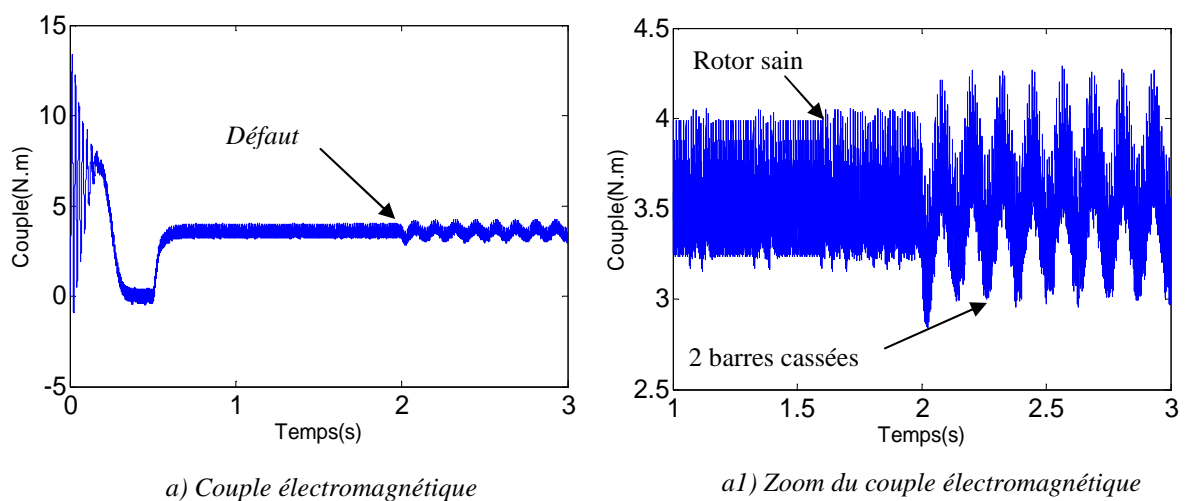 15
10
5
0
-5
Couple(N.m)
Défaut
0
1
2
3
Temps(s)
a) Couple électromagnétique
4.5
4
3.5
3
2.5
Couple(N.m)
Rotor sain
2 barres cassées
1
1.5
2
2.5
3
Temps(s)
a1) Zoom du couple électromagnétique